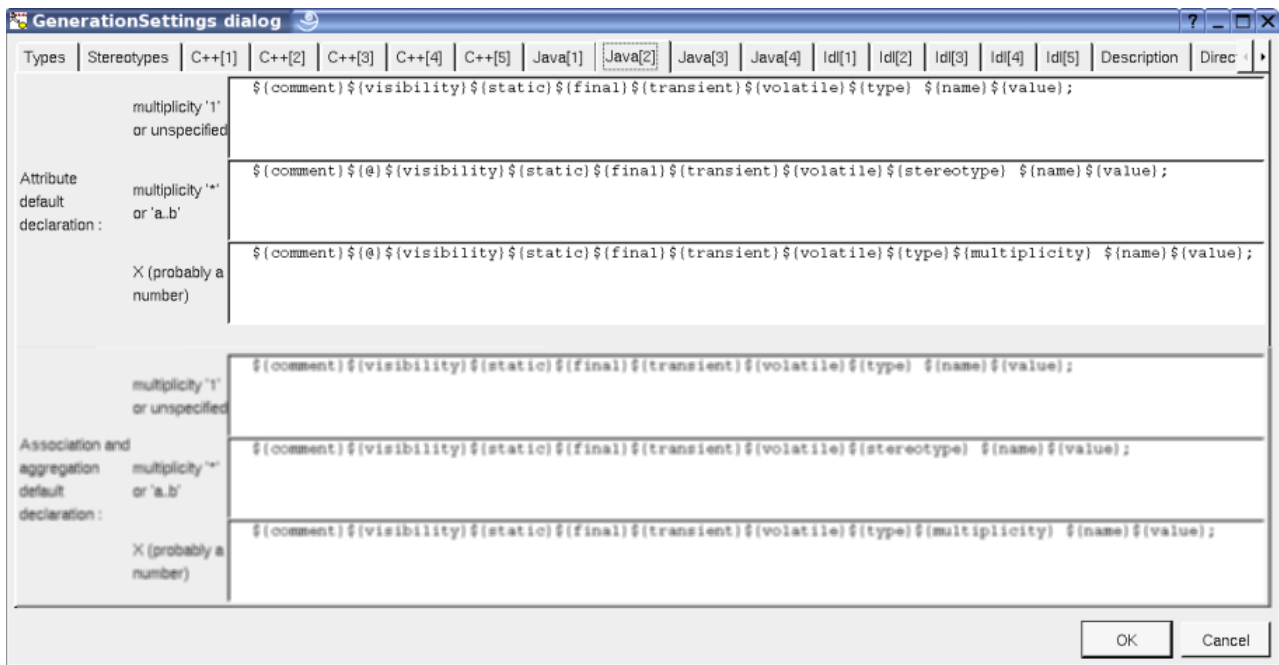 GenerationSettings dialog
Types Stereotypes C++[1] C++[2] C++[3] C++[4] C++[5] Java[1] Java[2] Java[3] Java[4] Idl[1] Idl[2] Idl[3] Idl[4] Idl[5] Description Direc
Attribute
default
declaration :
multiplicity '1'
or unspecified
${comment}${visibility}${static}${final}${transient}${volatile}${type} ${name}${value};
multiplicity '*'
or 'a..b'
${comment}${@}${visibility}${static}${final}${transient}${volatile}${stereotype} ${name}${value};
X (probably a
number)
${comment}${@}${visibility}${static}${final}${transient}${volatile}${type}${multiplicity} ${name}${value};
Association and
aggregation
default
declaration :
multiplicity '1'
or unspecified
${comment}${visibility}${static}${final}${transient}${volatile}${type} ${name}${value};
multiplicity '*'
or 'a..b'
${comment}${visibility}${static}${final}${transient}${volatile}${stereotype} ${name}${value};
X (probably a
number)
${comment}${visibility}${static}${final}${transient}${volatile}${type}${multiplicity} ${name}${value};
OK Cancel